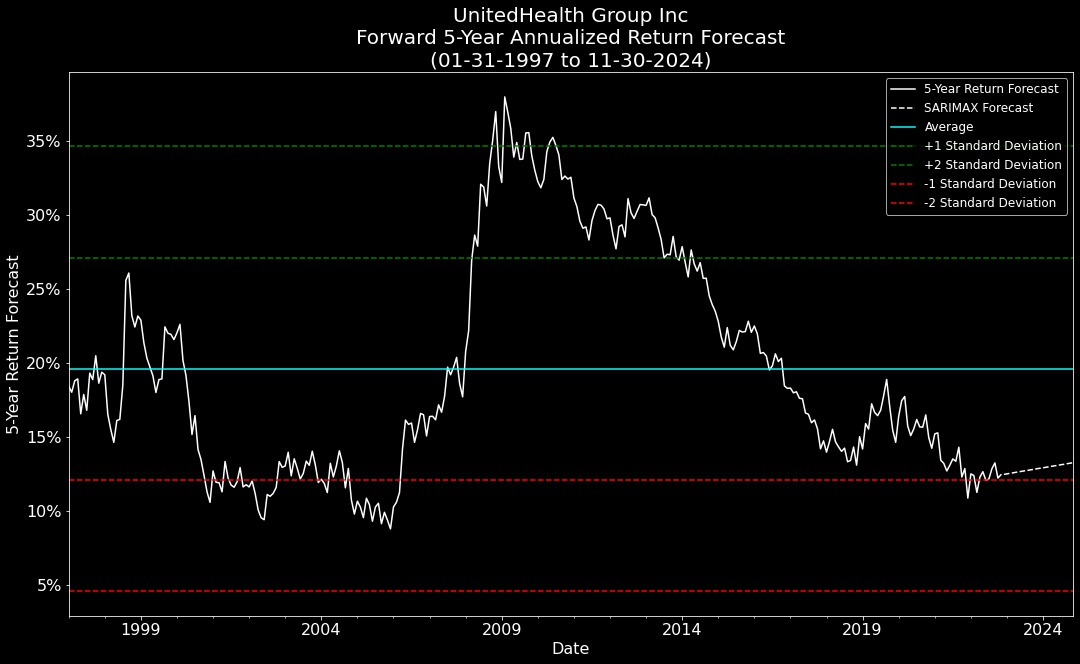 UnitedHealth Group Inc
Forward 5-Year Annualized Return Forecast
(01-31-1997 to 11-30-2024)
5-Year Return Forecast
SARIMAX Forecast
Average
+1 Standard Deviation
+2 Standard Deviation
-1 Standard Deviation
-2 Standard Deviation
5-Year Return Forecast
35%
30%
25%
20%
15%
10%
5%
1999 2004 2009 2014 2019 2024
Date